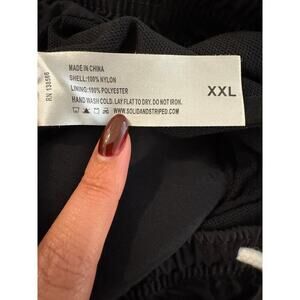 MADE IN CHINA
SHELL:100% NYLON
LINING:100% POLYESTER
HAND WASH COLD. LAY FLAT TO DRY. DO NOT IRON.
WWW.SOLIDANDSTRIPED.COM
XXL
RN 138566